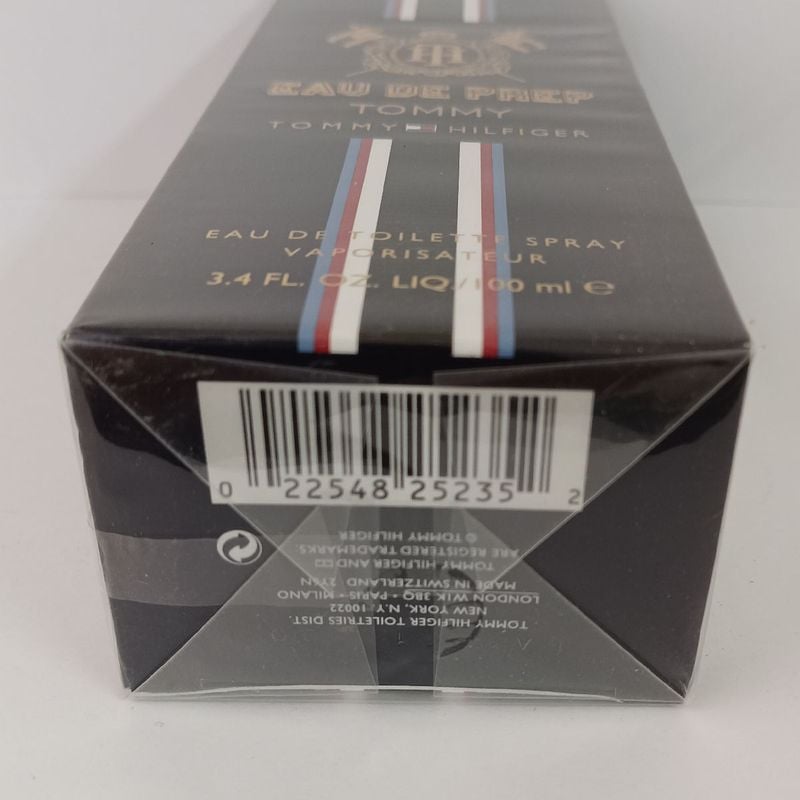 TH
EAU DE PREP
TOMMY
TOMMY HILFIGER
EAU DE TOILETTE SPRAY
VAPORISATEUR
3.4 FL. OZ. LIQ./100 ml ℮
0 22548 25235 2
TOMMY HILFIGER TOILETRIES DIST.
NEW YORK, N.Y. 10022
LONDON W1K 3BQ • PARIS • MILANO
MADE IN SWITZERLAND
TOMMY HILFIGER AND
ARE REGISTERED TRADEMARKS.
© TOMMY HILFIGER